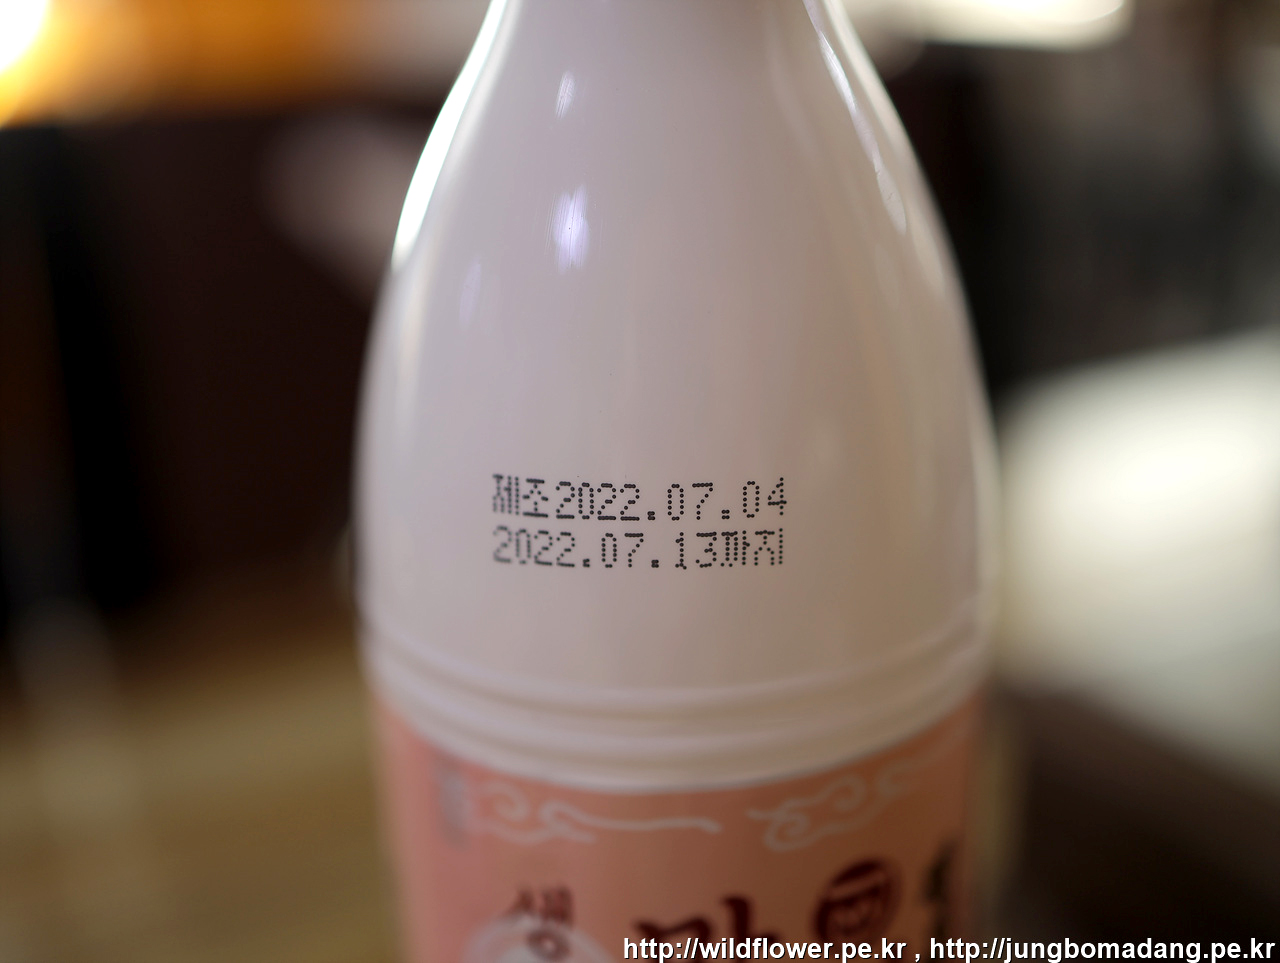 제조2022.07.04
2022.07.13까지
생 막
http://wildflower.pe.kr , http://jungbomadang.pe.kr